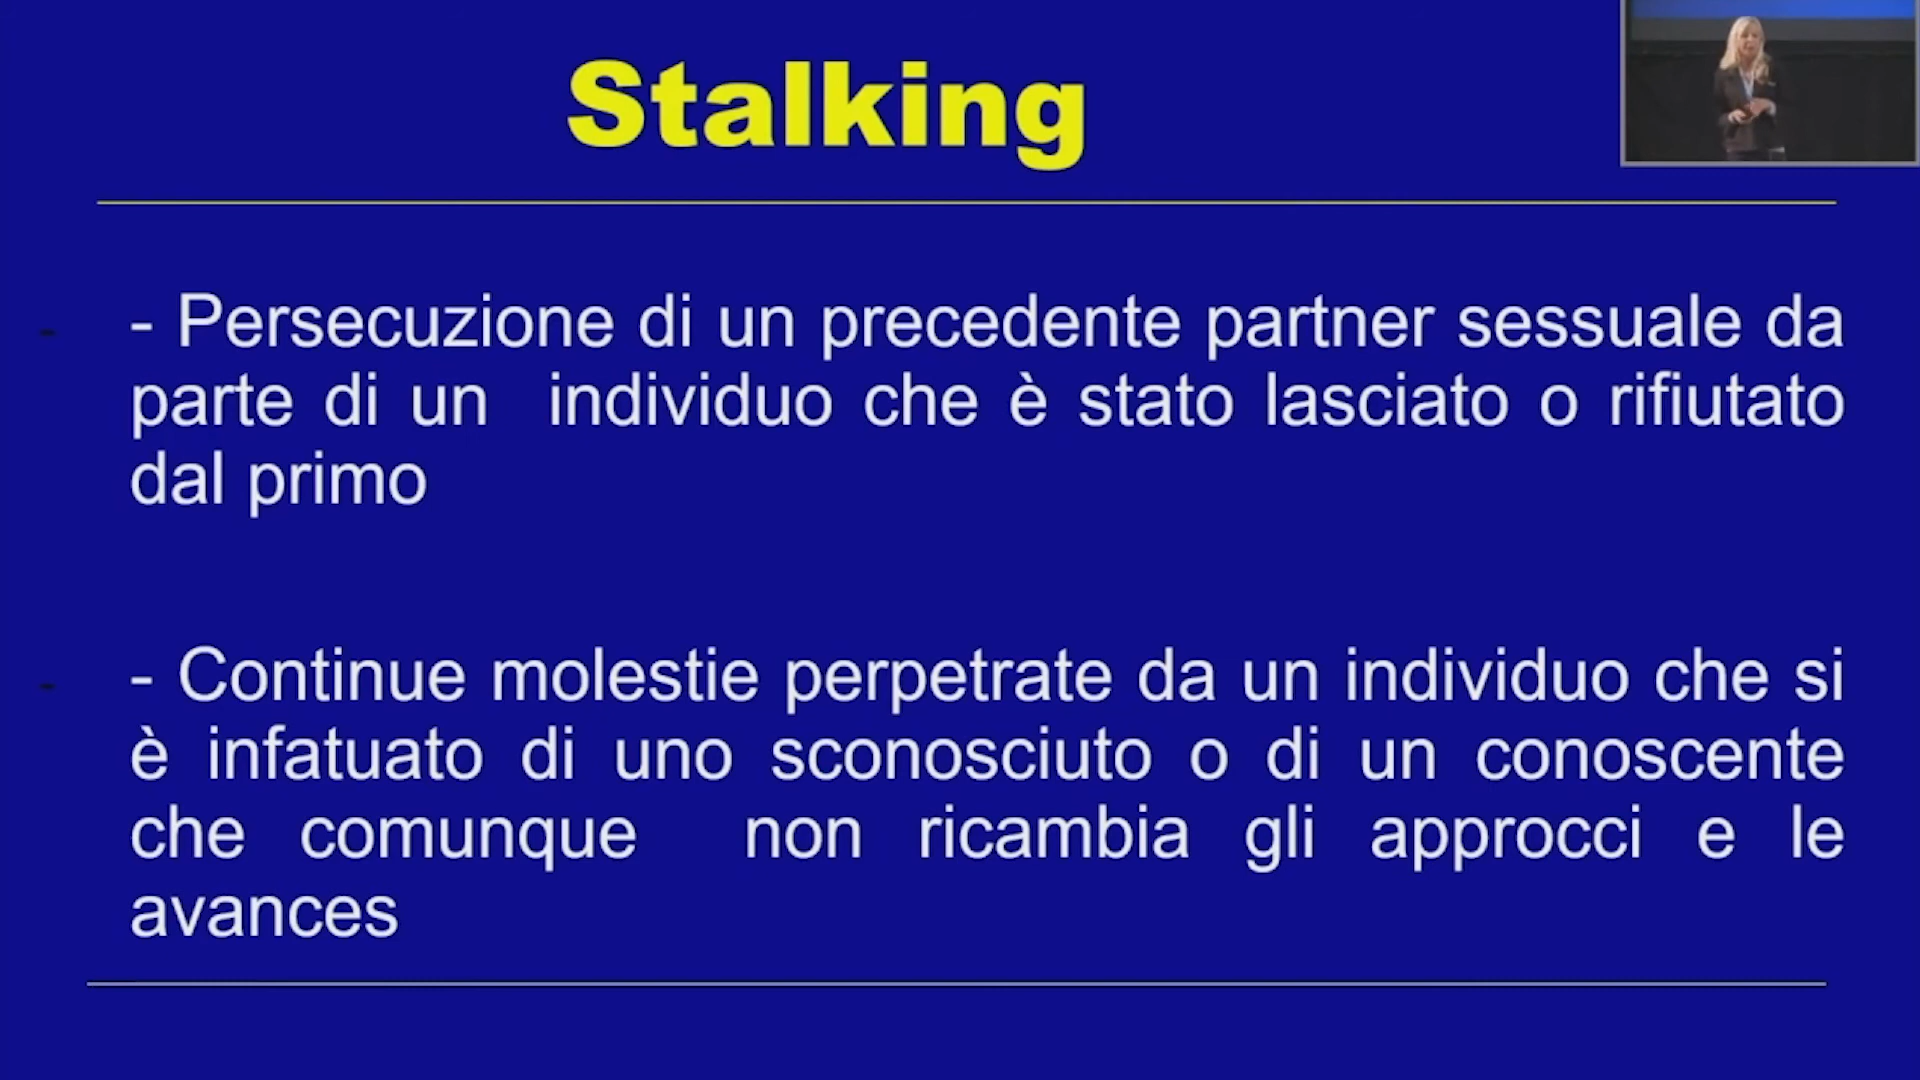 Stalking
- Persecuzione di un precedente partner sessuale da
parte di un individuo che è stato lasciato o rifiutato
dal primo
- Continue molestie perpetrate da un individuo che si
è infatuato di uno sconosciuto o di un conoscente
che comunque non ricambia gli approcci e le
avances